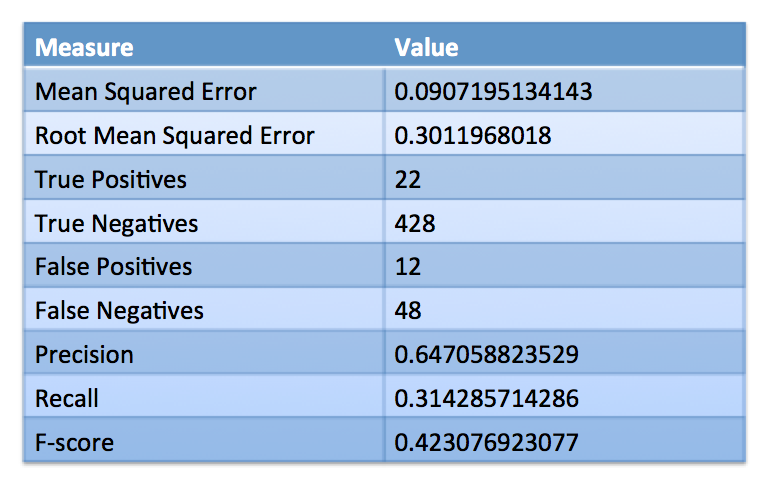 Measure Value
Mean Squared Error 0.0907195134143
Root Mean Squared Error 0.3011968018
True Positives 22
True Negatives 428
False Positives 12
False Negatives 48
Precision 0.647058823529
Recall 0.314285714286
F-score 0.423076923077